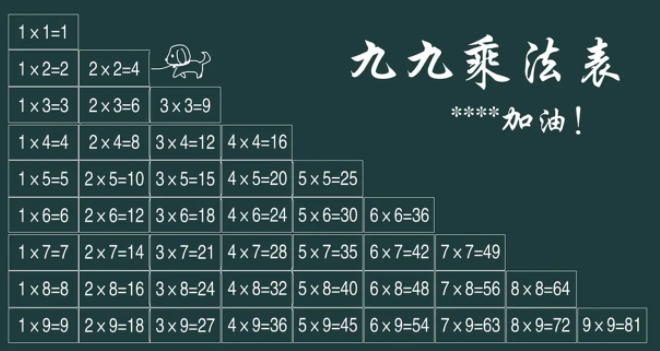 九九乘法表
****加油！
1×1=1
1×2=2 2×2=4
1×3=3 2×3=6 3×3=9
1×4=4 2×4=8 3×4=12 4×4=16
1×5=5 2×5=10 3×5=15 4×5=20 5×5=25
1×6=6 2×6=12 3×6=18 4×6=24 5×6=30 6×6=36
1×7=7 2×7=14 3×7=21 4×7=28 5×7=35 6×7=42 7×7=49
1×8=8 2×8=16 3×8=24 4×8=32 5×8=40 6×8=48 7×8=56 8×8=64
1×9=9 2×9=18 3×9=27 4×9=36 5×9=45 6×9=54 7×9=63 8×9=72 9×9=81